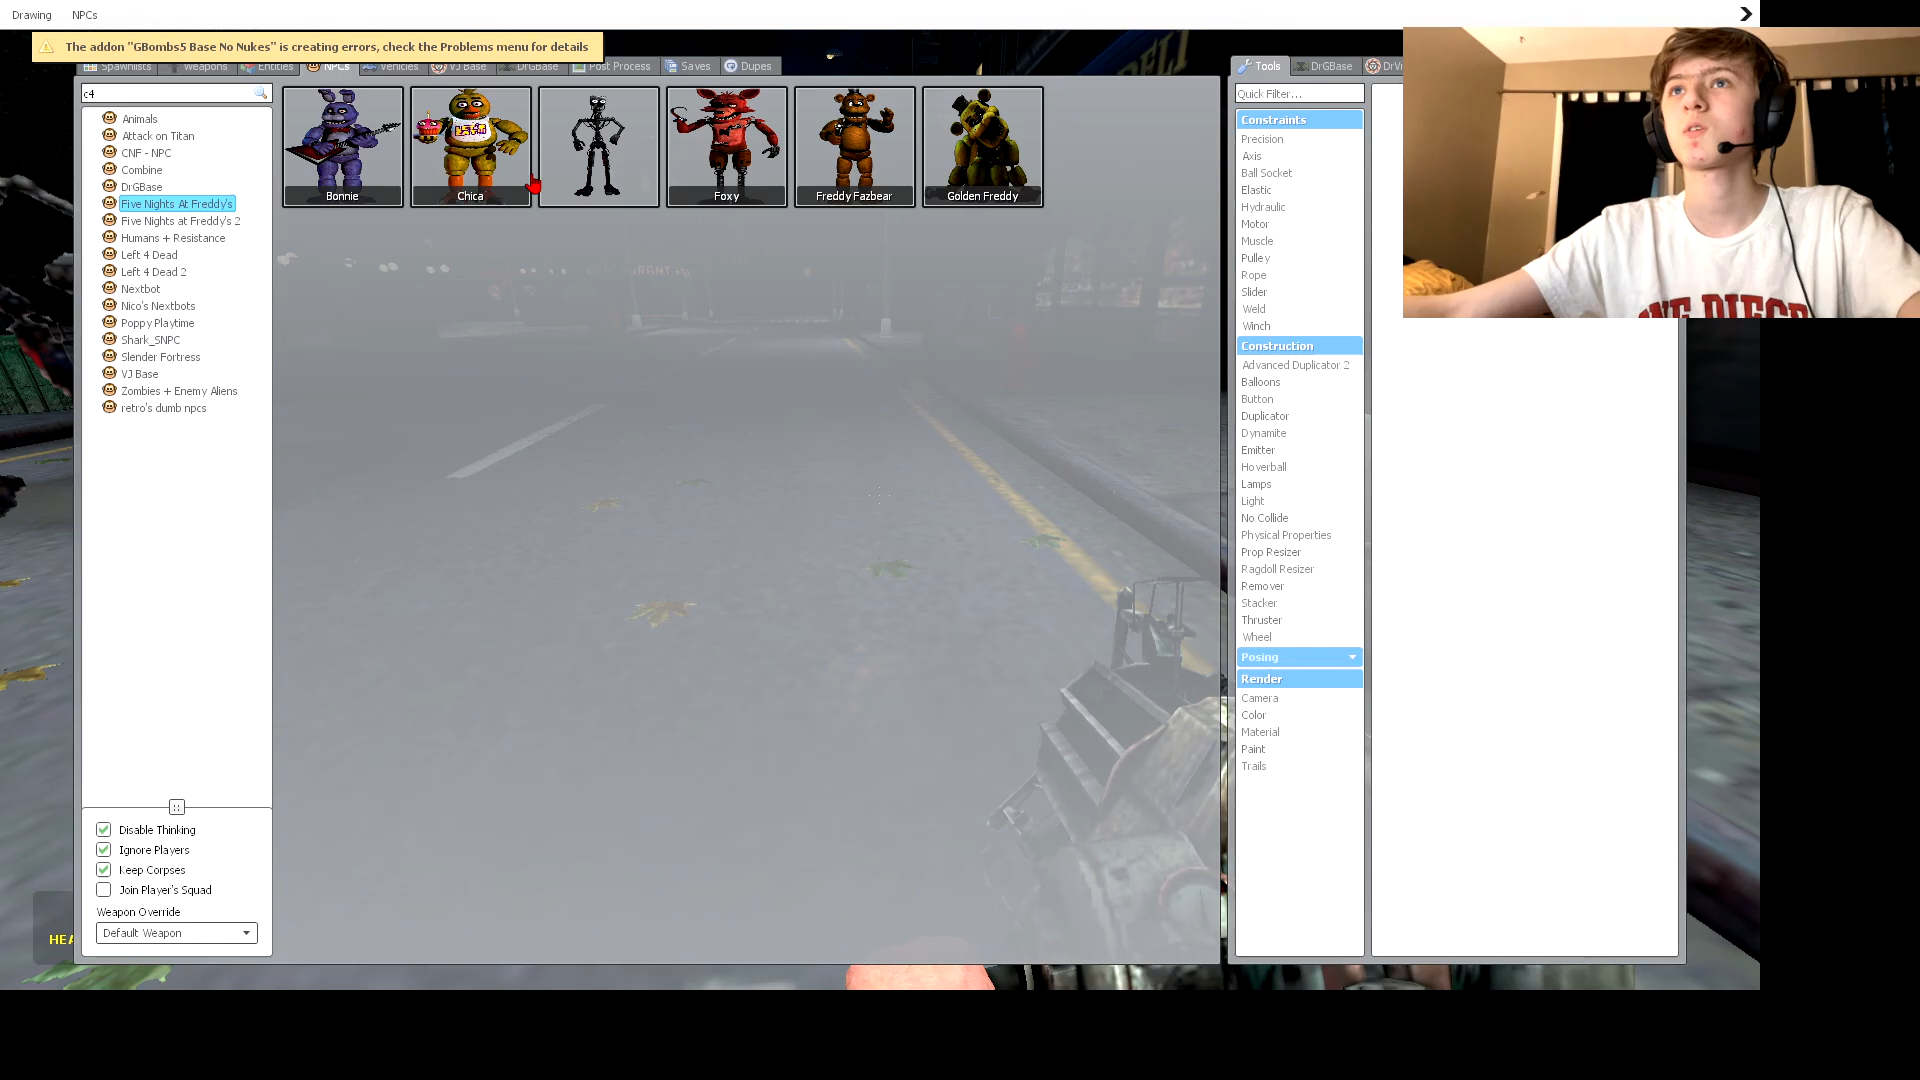 Drawing NPCs
The addon "GBombs5 Base No Nukes" is creating errors, check the Problems menu for details
Spawnlists Weapons Entities NPCs Vehicles VJ Base DrGBase Post Process Saves Dupes
c4
Animals
Attack on Titan
CNF - NPC
Combine
DrGBase
Five Nights At Freddy's
Five Nights at Freddy's 2
Humans + Resistance
Left 4 Dead
Left 4 Dead 2
Nextbot
Nico's Nextbots
Poppy Playtime
Shark_SNPC
Slender Fortress
VJ Base
Zombies + Enemy Aliens
retro's dumb npcs
Disable Thinking
Ignore Players
Keep Corpses
Join Player's Squad
Weapon Override
Default Weapon
HEA
Bonnie Chica Foxy Freddy Fazbear Golden Freddy
DELI
Tools DrGBase DrV
Quick Filter...
Constraints
Precision
Axis
Ball Socket
Elastic
Hydraulic
Motor
Muscle
Pulley
Rope
Slider
Weld
Winch
Construction
Advanced Duplicator 2
Balloons
Button
Duplicator
Dynamite
Emitter
Hoverball
Lamps
Light
No Collide
Physical Properties
Prop Resizer
Ragdoll Resizer
Remover
Stacker
Thruster
Wheel
Posing
Render
Camera
Color
Material
Paint
Trails